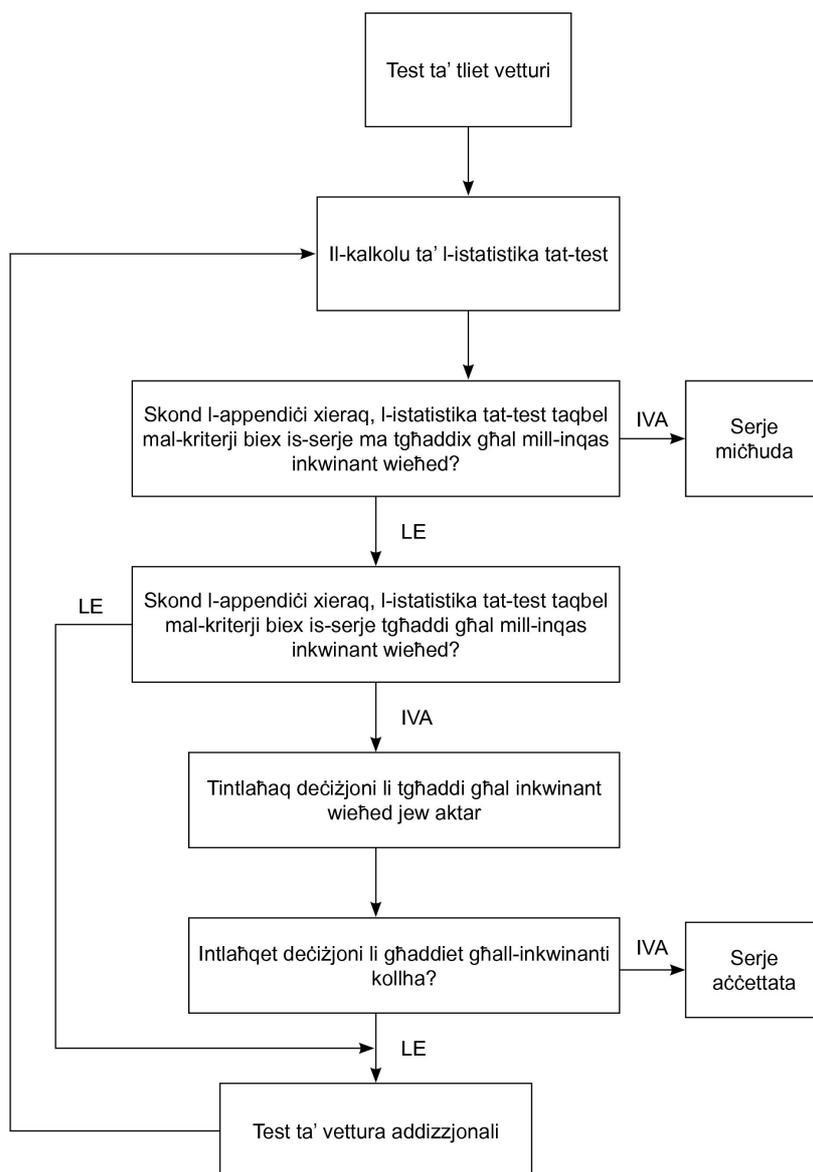 Test ta’ tliet vetturi
Il-kalkolu ta’ l-istatistika tat-test
Skond l-appendiċi xieraq, l-istatistika tat-test taqbel
mal-kriterji biex is-serje ma tgħaddix għal mill-inqas
inkwinant wieħed?
IVA
Serje
miċħuda
LE
LE
Skond l-appendiċi xieraq, l-istatistika tat-test taqbel
mal-kriterji biex is-serje tgħaddi għal mill-inqas
inkwinant wieħed?
IVA
Tintlaħaq deċiżjoni li tgħaddi għal inkwinant
wieħed jew aktar
Intlaħqet deċiżjoni li għaddiet għall-inkwinanti
kollha?
IVA
Serje
aċċettata
LE
Test ta’ vettura addizzjonali